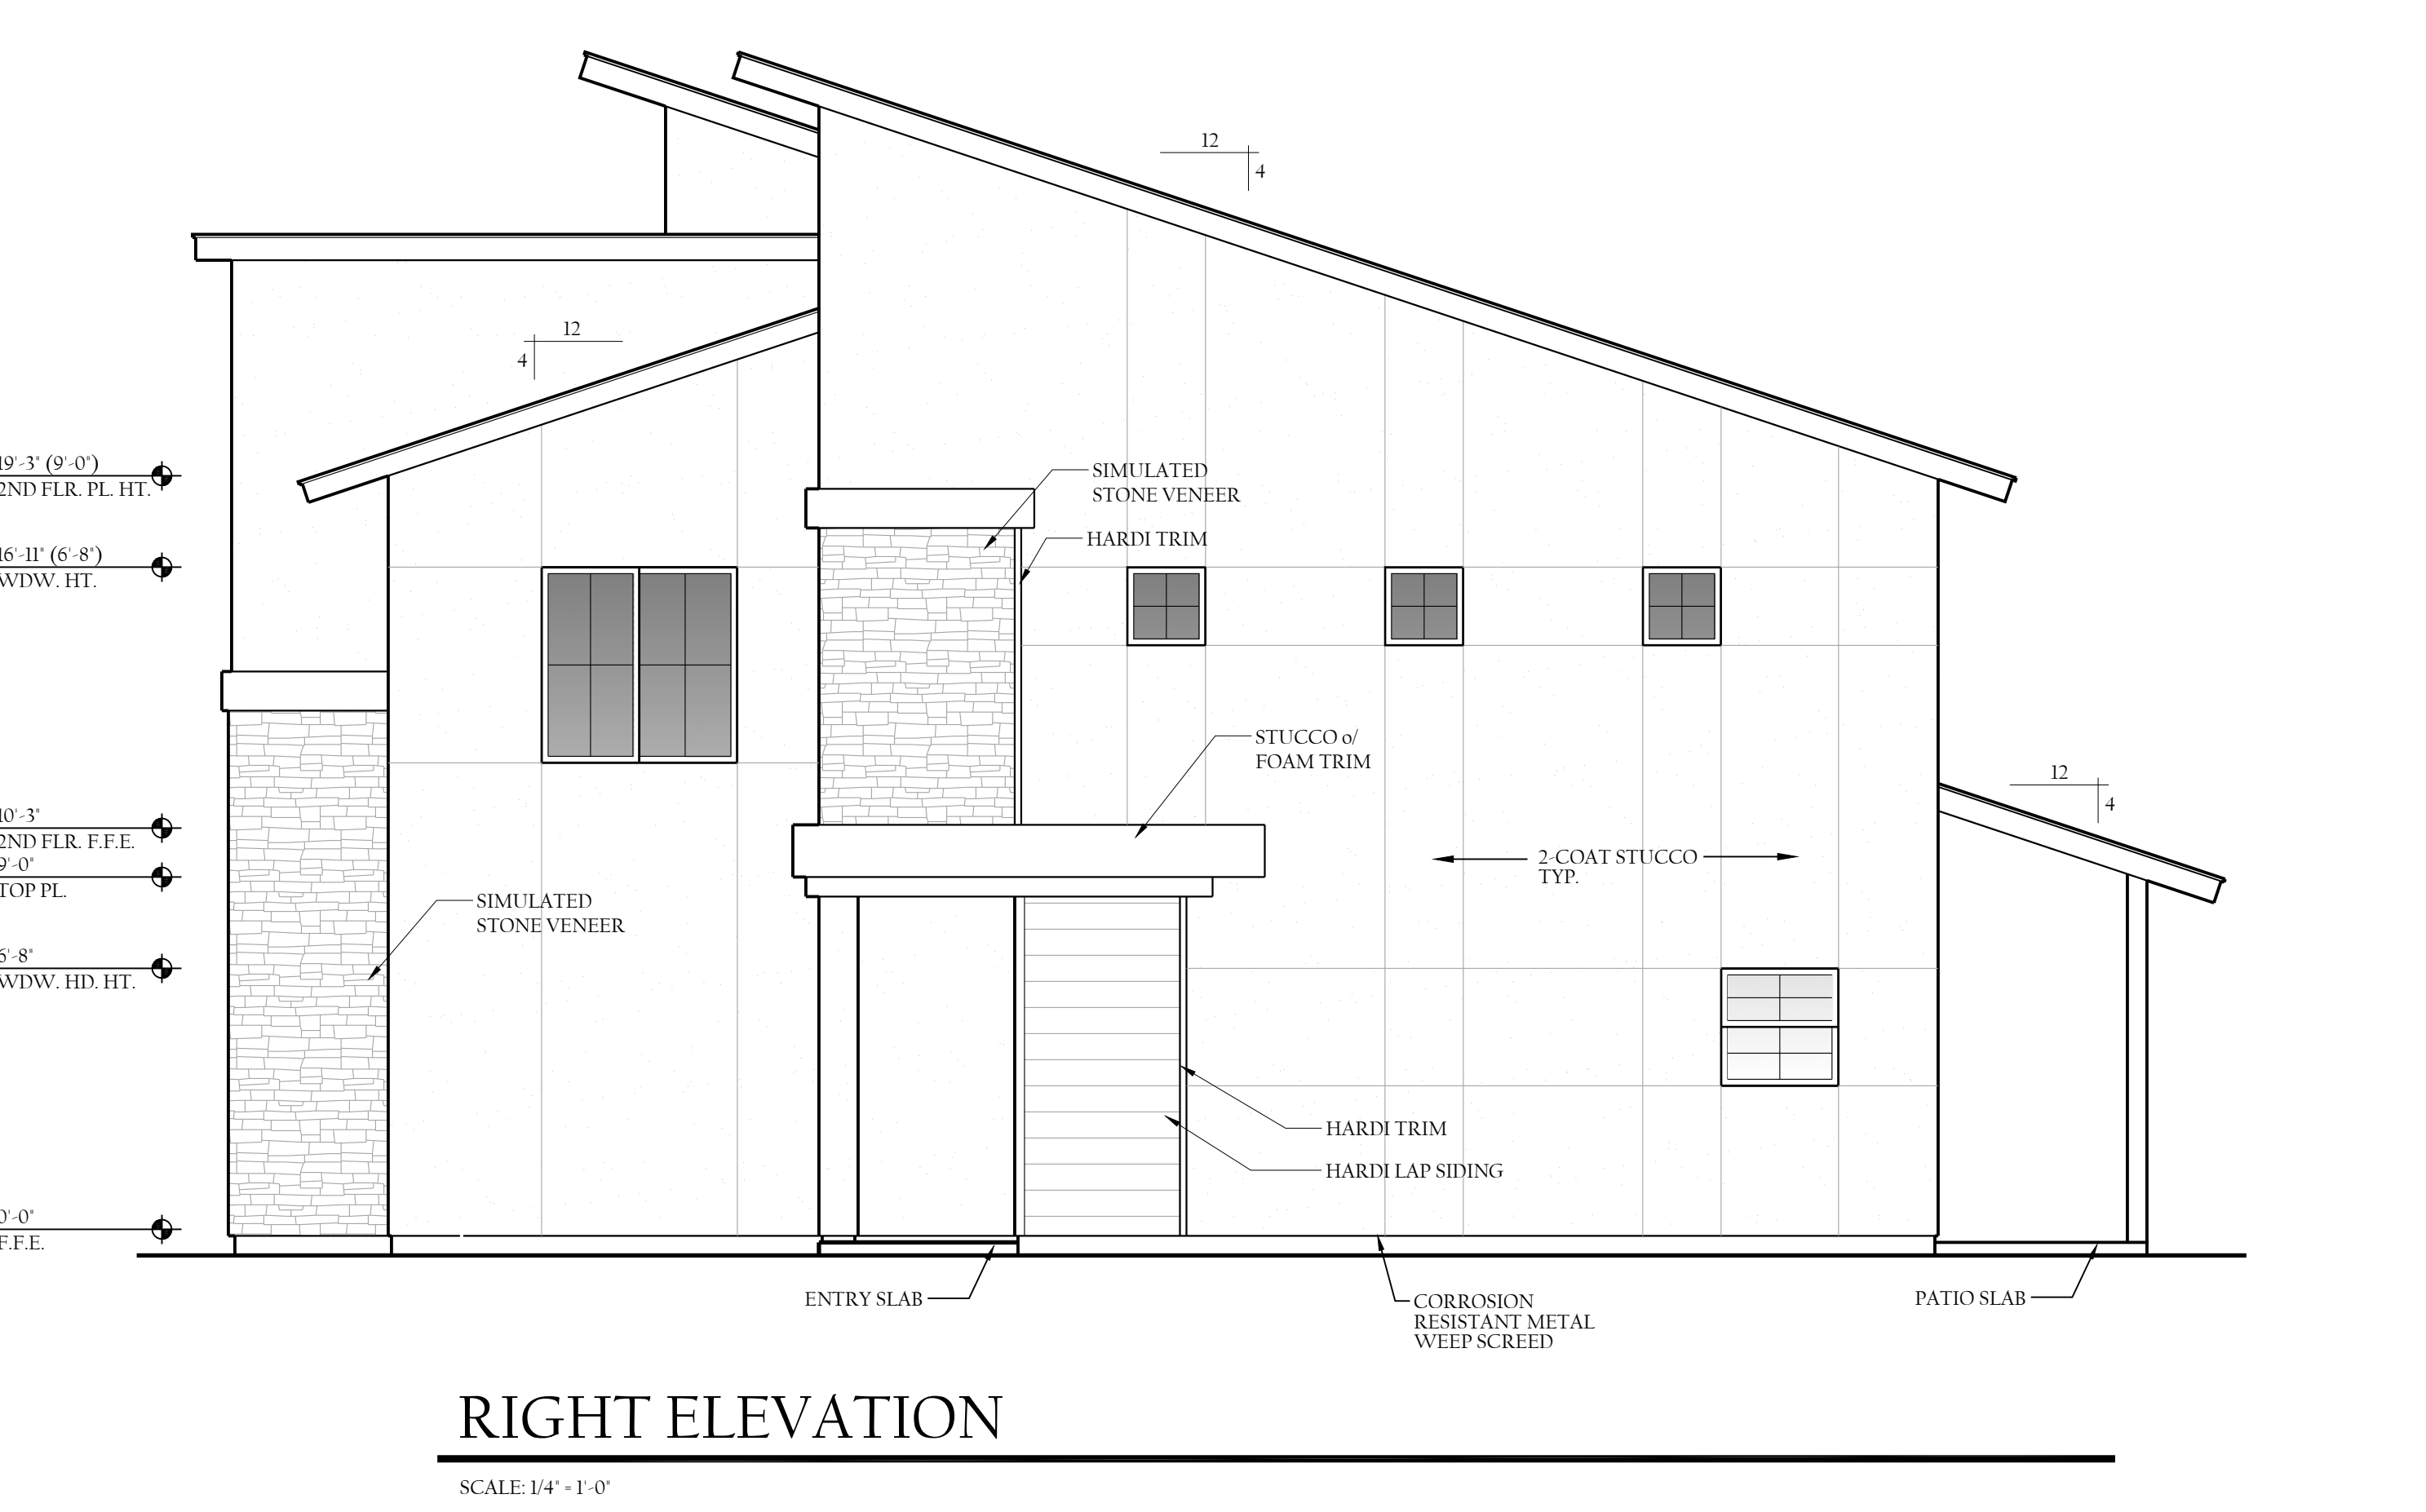 12
4
12
4
19'-3" (9'-0")
2ND FLR. PL. HT.
SIMULATED
STONE VENEER
HARDI TRIM
16'-11" (6'-8")
WDW. HT.
STUCCO o/
FOAM TRIM
12
4
10'-3"
2ND FLR. F.F.E.
9'-0"
TOP PL.
2-COAT STUCCO
TYP.
SIMULATED
STONE VENEER
6'-8"
WDW. HD. HT.
HARDI TRIM
HARDI LAP SIDING
0'-0"
F.F.E.
ENTRY SLAB
CORROSION
RESISTANT METAL
WEEP SCREED
PATIO SLAB
RIGHT ELEVATION
SCALE: 1/4" = 1'-0"